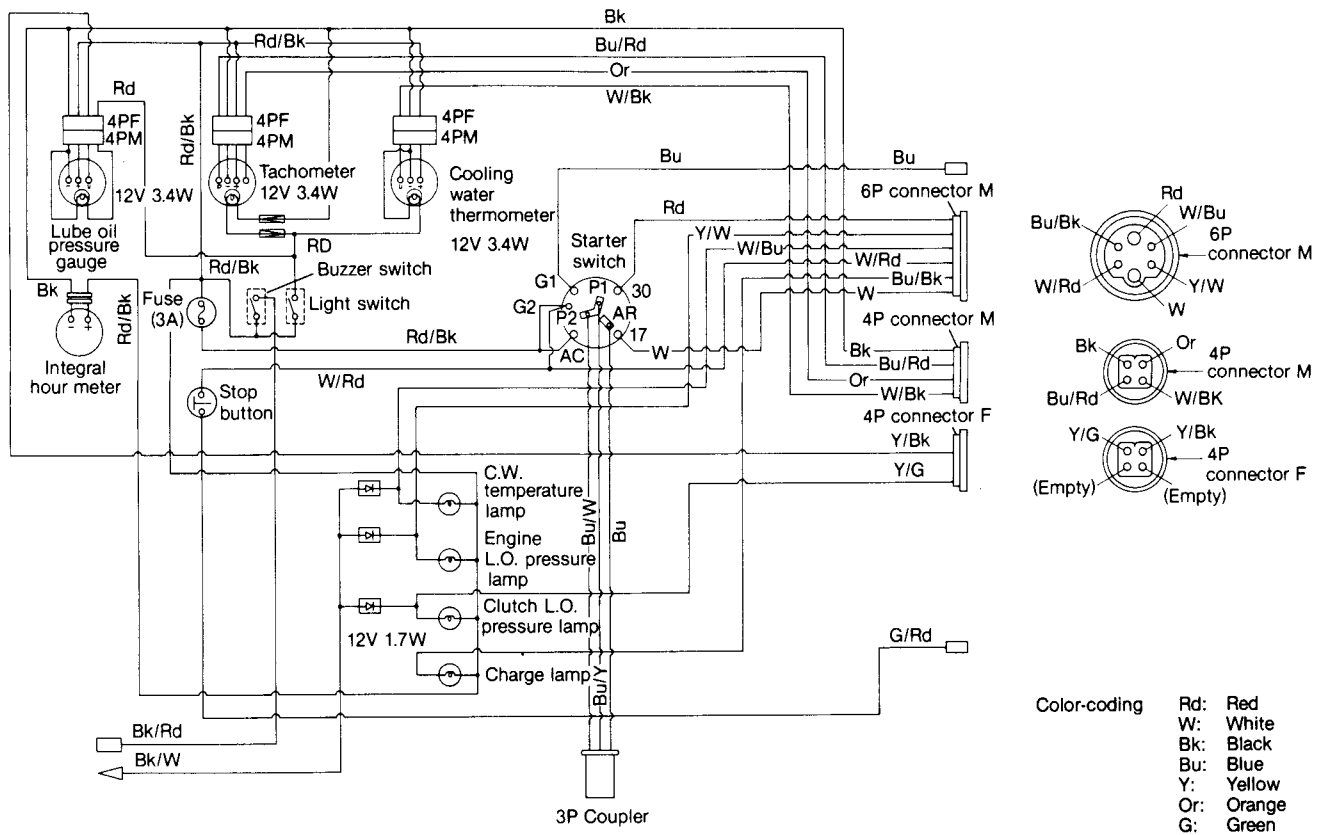 Bk
Rd/Bk
Bu/Rd
Or
W/Bk
Rd
4PF
4PM
Rd/Bk
4PF
4PM
4PF
4PM
12V 3.4W
Tachometer
12V 3.4W
Cooling
water
thermometer
12V 3.4W
Bu
Bu
6P connector M
Lube oil
pressure
gauge
RD
Rd
Y/W
W/Bu
W/Rd
Bu/Bk
W
Starter
switch
Rd/Bk
Buzzer switch
Light switch
Bk
Fuse
(3A)
Rd/Bk
G1
G2
P1
P2
30
AR
17
AC
4P connector M
Rd/Bk
W
Bk
Bu/Rd
Or
W/Bk
- +
Integral
hour meter
W/Rd
Stop
button
4P connector F
Y/Bk
Y/G
C.W.
temperature
lamp
Engine
L.O. pressure
lamp
Clutch L.O.
pressure lamp
12V 1.7W
Charge lamp
Bu/W
Bu
Bu/Y
G/Rd
Bk/Rd
Bk/W
3P Coupler
Rd
Bu/Bk
W/Bu
6P
connector M
W/Rd
Y/W
W
Bk
Or
4P
connector M
Bu/Rd
W/BK
Y/G
Y/Bk
4P
connector F
(Empty)
(Empty)
Color-coding
Rd: Red
W: White
Bk: Black
Bu: Blue
Y: Yellow
Or: Orange
G: Green